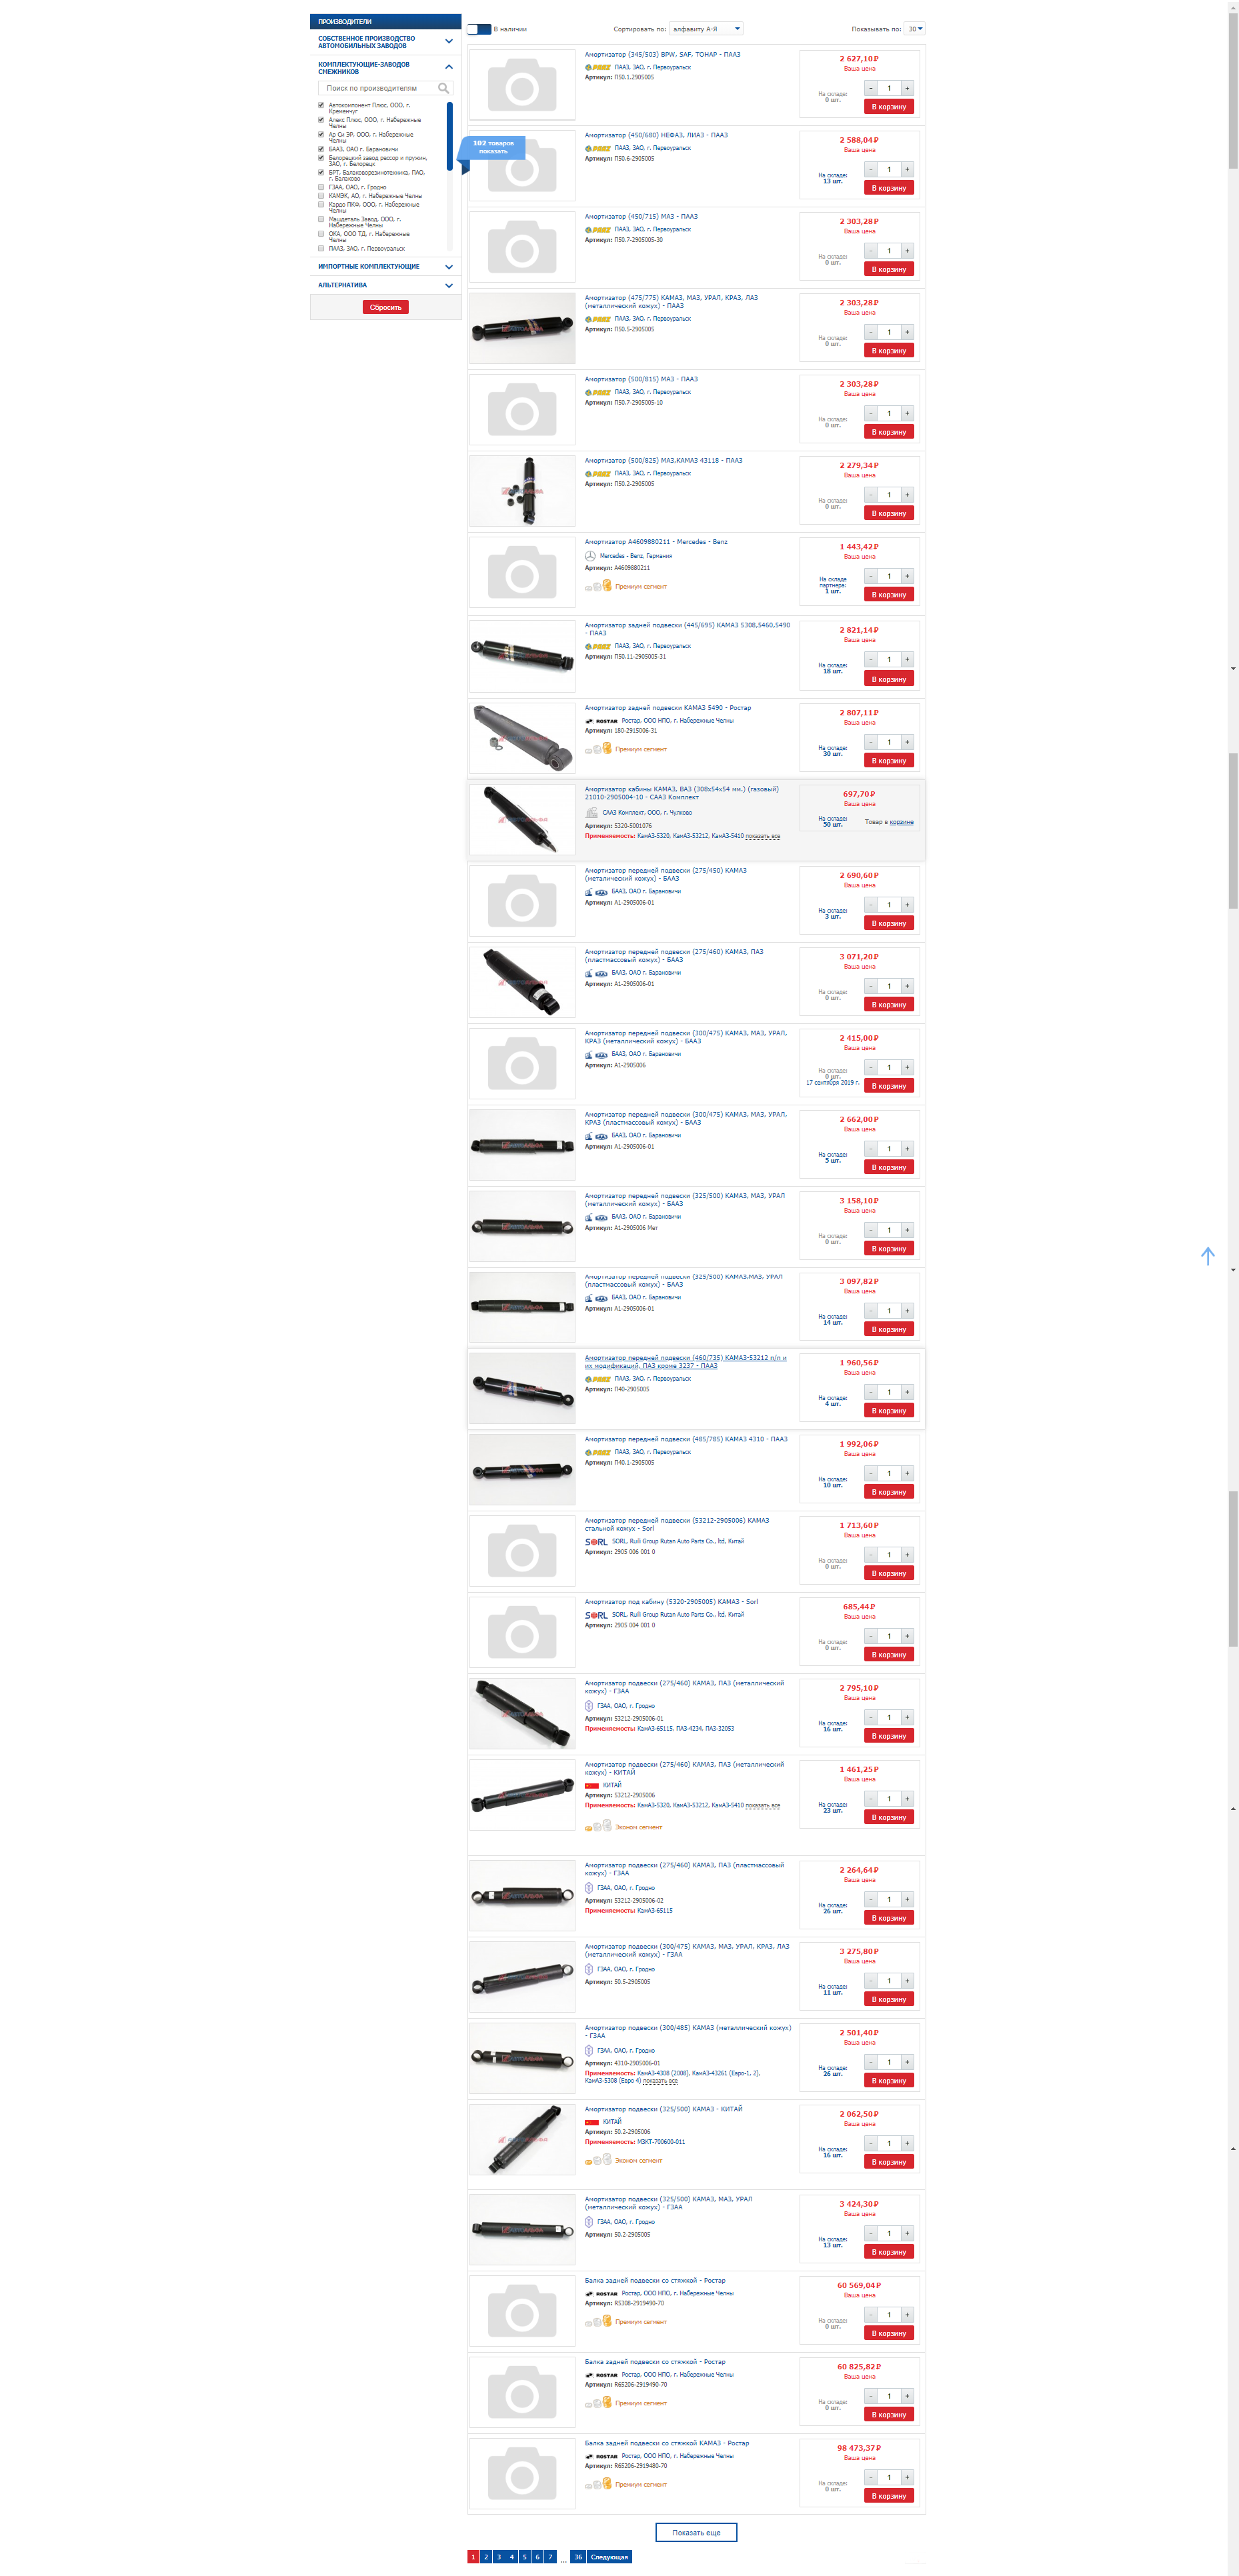 ПРОИЗВОДИТЕЛИ
СОБСТВЕННОЕ ПРОИЗВОДСТВО
АВТОМОБИЛЬНЫХ ЗАВОДОВ
КОМПЛЕКТУЮЩИЕ-ЗАВОДОВ
СМЕЖНИКОВ
Поиск по производителям
Автокомпонент Плюс, ООО, г.
Кременчуг
Алекс Плюс, ООО, г. Набережные
Челны
Ар Си ЭР, ООО, г. Набережные
Челны
БААЗ, ОАО г. Барановичи
Белорецкий завод рессор и пружин,
ЗАО, г. Белорецк
БРТ, Балаковорезинотехника, ПАО,
г. Балаково
ГЗАА, ОАО, г. Гродно
КАМЭК, АО, г. Набережные Челны
Кардо ПКФ, ООО, г. Набережные
Челны
Машдеталь Завод, ООО, г.
Набережные Челны
ОКА, ООО ТД, г. Набережные
Челны
ПААЗ, ЗАО, г. Первоуральск
ИМПОРТНЫЕ КОМПЛЕКТУЮЩИЕ
АЛЬТЕРНАТИВА
Сбросить
102 товаров
показать
В наличии
Сортировать по: алфавиту А-Я
Показывать по: 30
Амортизатор (345/503) BPW, SAF, ТОНАР - ПААЗ
ПААЗ, ЗАО, г. Первоуральск
Артикул: П50.1-2905005
2 627,10 ₽
Ваша цена
На складе:
0 шт.
- 1 +
В корзину
Амортизатор (450/680) НЕФАЗ, ЛИАЗ - ПААЗ
ПААЗ, ЗАО, г. Первоуральск
Артикул: П50.6-2905005
2 588,04 ₽
Ваша цена
На складе:
13 шт.
- 1 +
В корзину
Амортизатор (450/715) МАЗ - ПААЗ
ПААЗ, ЗАО, г. Первоуральск
Артикул: П50.7-2905005-30
2 303,28 ₽
Ваша цена
На складе:
0 шт.
- 1 +
В корзину
Амортизатор (475/775) КАМАЗ, МАЗ, УРАЛ, КРАЗ, ЛАЗ
(металлический кожух) - ПААЗ
ПААЗ, ЗАО, г. Первоуральск
Артикул: П50.5-2905005
2 303,28 ₽
Ваша цена
На складе:
0 шт.
- 1 +
В корзину
Амортизатор (500/815) МАЗ - ПААЗ
ПААЗ, ЗАО, г. Первоуральск
Артикул: П50.7-2905005-10
2 303,28 ₽
Ваша цена
На складе:
0 шт.
- 1 +
В корзину
Амортизатор (500/825) МАЗ,КАМАЗ 43118 - ПААЗ
ПААЗ, ЗАО, г. Первоуральск
Артикул: П50.2-2905005
2 279,34 ₽
Ваша цена
На складе:
0 шт.
- 1 +
В корзину
Амортизатор A4609880211 - Mercedes - Benz
Mercedes - Benz, Германия
Артикул: A4609880211
Премиум сегмент
1 443,42 ₽
Ваша цена
На складе
партнера:
1 шт.
- 1 +
В корзину
Амортизатор задней подвески (445/695) КАМАЗ 5308,5460,5490
- ПААЗ
ПААЗ, ЗАО, г. Первоуральск
Артикул: П50.11-2905005-31
2 821,14 ₽
Ваша цена
На складе:
18 шт.
- 1 +
В корзину
Амортизатор задней подвески КАМАЗ 5490 - Ростар
ROSTAR Ростар, ООО НПО, г. Набережные Челны
Артикул: 180-2915006-31
Премиум сегмент
2 807,11 ₽
Ваша цена
На складе:
30 шт.
- 1 +
В корзину
Амортизатор кабины КАМАЗ, ВАЗ (308х54х54 мм.) (газовый)
21010-2905004-10 - СААЗ Комплект
СААЗ Комплект, ООО, г. Чулково
Артикул: 5320-5001076
Применяемость: КамАЗ-5320, КамАЗ-53212, КамАЗ-5410 показать все
697,70 ₽
Ваша цена
На складе:
50 шт.
Товар в корзине
Амортизатор передней подвески (275/450) КАМАЗ
(металический кожух) - БААЗ
БААЗ, ОАО г. Барановичи
Артикул: А1-2905006-01
2 690,60 ₽
Ваша цена
На складе:
3 шт.
- 1 +
В корзину
Амортизатор передней подвески (275/460) КАМАЗ, ПАЗ
(пластмассовый кожух) - БААЗ
БААЗ, ОАО г. Барановичи
Артикул: А1-2905006-01
3 071,20 ₽
Ваша цена
На складе:
0 шт.
- 1 +
В корзину
Амортизатор передней подвески (300/475) КАМАЗ, МАЗ, УРАЛ,
КРАЗ (металлический кожух) - БААЗ
БААЗ, ОАО г. Барановичи
Артикул: А1-2905006
2 415,00 ₽
Ваша цена
На складе:
0 шт.
17 сентября 2019 г.
- 1 +
В корзину
Амортизатор передней подвески (300/475) КАМАЗ, МАЗ, УРАЛ,
КРАЗ (пластмассовый кожух) - БААЗ
БААЗ, ОАО г. Барановичи
Артикул: А1-2905006-01
2 662,00 ₽
Ваша цена
На складе:
5 шт.
- 1 +
В корзину
Амортизатор передней подвески (325/500) КАМАЗ, МАЗ, УРАЛ
(металлический кожух) - БААЗ
БААЗ, ОАО г. Барановичи
Артикул: А1-2905006 Мет
3 158,10 ₽
Ваша цена
На складе:
0 шт.
- 1 +
В корзину
Амортизатор передней подвески (325/500) КАМАЗ,МАЗ, УРАЛ
(пластмассовый кожух) - БААЗ
БААЗ, ОАО г. Барановичи
Артикул: А1-2905006-01
3 097,82 ₽
Ваша цена
На складе:
14 шт.
- 1 +
В корзину
Амортизатор передней подвески (460/735) КАМАЗ-53212 п/п и
их модификаций, ПАЗ кроме 3237 - ПААЗ
ПААЗ, ЗАО, г. Первоуральск
Артикул: П40-2905005
1 960,56 ₽
Ваша цена
На складе:
4 шт.
- 1 +
В корзину
Амортизатор передней подвески (485/785) КАМАЗ 4310 - ПААЗ
ПААЗ, ЗАО, г. Первоуральск
Артикул: П40.1-2905005
1 992,06 ₽
Ваша цена
На складе:
10 шт.
- 1 +
В корзину
Амортизатор передней подвески (53212-2905006) КАМАЗ
стальной кожух - Sorl
SORL SORL, Ruili Group Rutan Auto Parts Co., ltd, Китай
Артикул: 2905 006 001 0
1 713,60 ₽
Ваша цена
На складе:
0 шт.
- 1 +
В корзину
Амортизатор под кабину (5320-2905005) КАМАЗ - Sorl
SORL SORL, Ruili Group Rutan Auto Parts Co., ltd, Китай
Артикул: 2905 004 001 0
685,44 ₽
Ваша цена
На складе:
0 шт.
- 1 +
В корзину
Амортизатор подвески (275/460) КАМАЗ, ПАЗ (металлический
кожух) - ГЗАА
ГЗАА, ОАО, г. Гродно
Артикул: 53212-2905006-01
Применяемость: КамАЗ-65115, ПАЗ-4234, ПАЗ-32053
2 795,10 ₽
Ваша цена
На складе:
16 шт.
- 1 +
В корзину
Амортизатор подвески (275/460) КАМАЗ, ПАЗ (металлический
кожух) - КИТАЙ
КИТАЙ
Артикул: 53212-2905006
Применяемость: КамАЗ-5320, КамАЗ-53212, КамАЗ-5410 показать все
Эконом сегмент
1 461,25 ₽
Ваша цена
На складе:
23 шт.
- 1 +
В корзину
Амортизатор подвески (275/460) КАМАЗ, ПАЗ (пластмассовый
кожух) - ГЗАА
ГЗАА, ОАО, г. Гродно
Артикул: 53212-2905006-02
Применяемость: КамАЗ-65115
2 264,64 ₽
Ваша цена
На складе:
26 шт.
- 1 +
В корзину
Амортизатор подвески (300/475) КАМАЗ, МАЗ, УРАЛ, КРАЗ, ЛАЗ
(металлический кожух) - ГЗАА
ГЗАА, ОАО, г. Гродно
Артикул: 50.5-2905005
3 275,80 ₽
Ваша цена
На складе:
11 шт.
- 1 +
В корзину
Амортизатор подвески (300/485) КАМАЗ (металлический кожух)
- ГЗАА
ГЗАА, ОАО, г. Гродно
Артикул: 4310-2905006-01
Применяемость: КамАЗ-4308 (2008), КамАЗ-43261 (Евро-1, 2),
КамАЗ-5308 (Евро 4) показать все
2 501,40 ₽
Ваша цена
На складе:
26 шт.
- 1 +
В корзину
Амортизатор подвески (325/500) КАМАЗ - КИТАЙ
КИТАЙ
Артикул: 50.2-2905006
Применяемость: МЗКТ-700600-011
Эконом сегмент
2 062,50 ₽
Ваша цена
На складе:
16 шт.
- 1 +
В корзину
Амортизатор подвески (325/500) КАМАЗ, МАЗ, УРАЛ
(металлический кожух) - ГЗАА
ГЗАА, ОАО, г. Гродно
Артикул: 50.2-2905005
3 424,30 ₽
Ваша цена
На складе:
13 шт.
- 1 +
В корзину
Балка задней подвески со стяжкой - Ростар
ROSTAR Ростар, ООО НПО, г. Набережные Челны
Артикул: R5308-2919490-70
Премиум сегмент
60 569,04 ₽
Ваша цена
На складе:
0 шт.
- 1 +
В корзину
Балка задней подвески со стяжкой - Ростар
ROSTAR Ростар, ООО НПО, г. Набережные Челны
Артикул: R65206-2919490-70
Премиум сегмент
60 825,82 ₽
Ваша цена
На складе:
0 шт.
- 1 +
В корзину
Балка задней подвески со стяжкой КАМАЗ - Ростар
ROSTAR Ростар, ООО НПО, г. Набережные Челны
Артикул: R65206-2919480-70
Премиум сегмент
98 473,37 ₽
Ваша цена
На складе:
0 шт.
- 1 +
В корзину
Показать еще
1 2 3 4 5 6 7 ... 36 Следующая